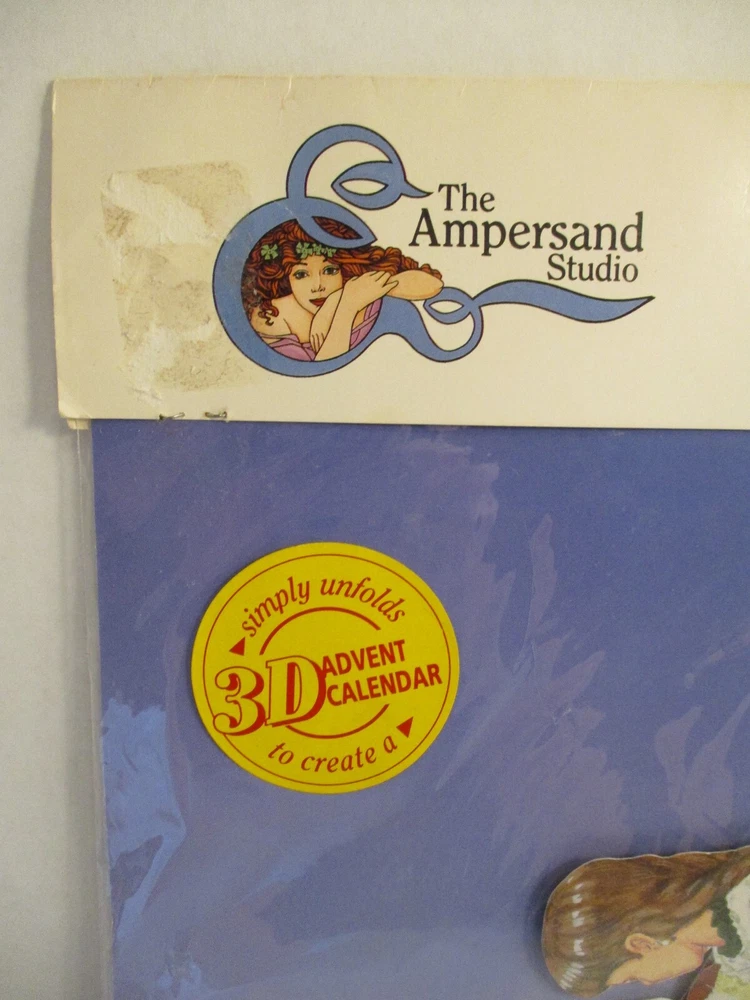 The
Ampersand
Studio
simply unfolds
3D ADVENT
CALENDAR
to create a